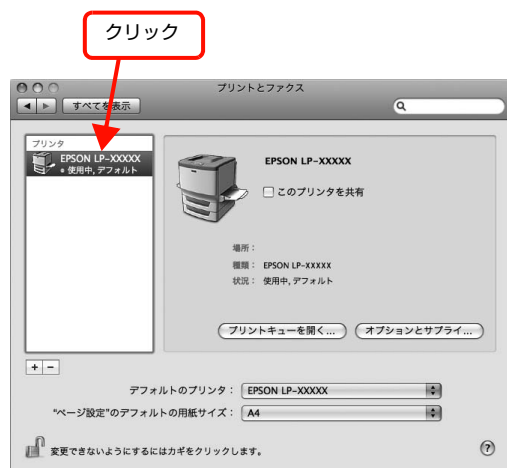 クリック
プリントとファクス
すべてを表示
プリンタ
EPSON LP-XXXXX
使用中, デフォルト
EPSON LP-XXXXX
このプリンタを共有
場所：
種類： EPSON LP-XXXXX
状況： 使用中, デフォルト
プリントキューを開く... オプションとサプライ...
+ −
デフォルトのプリンタ： EPSON LP-XXXXX
"ページ設定"のデフォルトの用紙サイズ： A4
変更できないようにするにはカギをクリックします。 ?